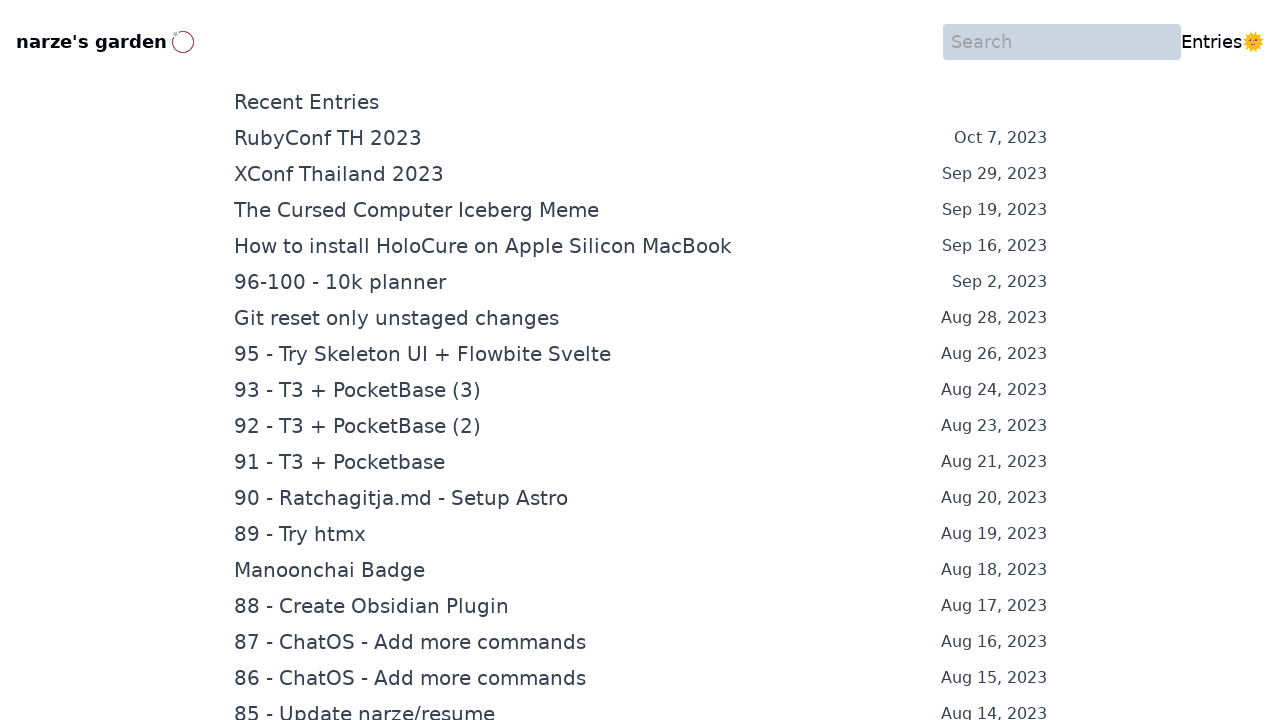 narze's garden
Search
Entries🌞
Recent Entries
RubyConf TH 2023 Oct 7, 2023
XConf Thailand 2023 Sep 29, 2023
The Cursed Computer Iceberg Meme Sep 19, 2023
How to install HoloCure on Apple Silicon MacBook Sep 16, 2023
96-100 - 10k planner Sep 2, 2023
Git reset only unstaged changes Aug 28, 2023
95 - Try Skeleton UI + Flowbite Svelte Aug 26, 2023
93 - T3 + PocketBase (3) Aug 24, 2023
92 - T3 + PocketBase (2) Aug 23, 2023
91 - T3 + Pocketbase Aug 21, 2023
90 - Ratchagitja.md - Setup Astro Aug 20, 2023
89 - Try htmx Aug 19, 2023
Manoonchai Badge Aug 18, 2023
88 - Create Obsidian Plugin Aug 17, 2023
87 - ChatOS - Add more commands Aug 16, 2023
86 - ChatOS - Add more commands Aug 15, 2023
85 - Update narze/resume Aug 14, 2023